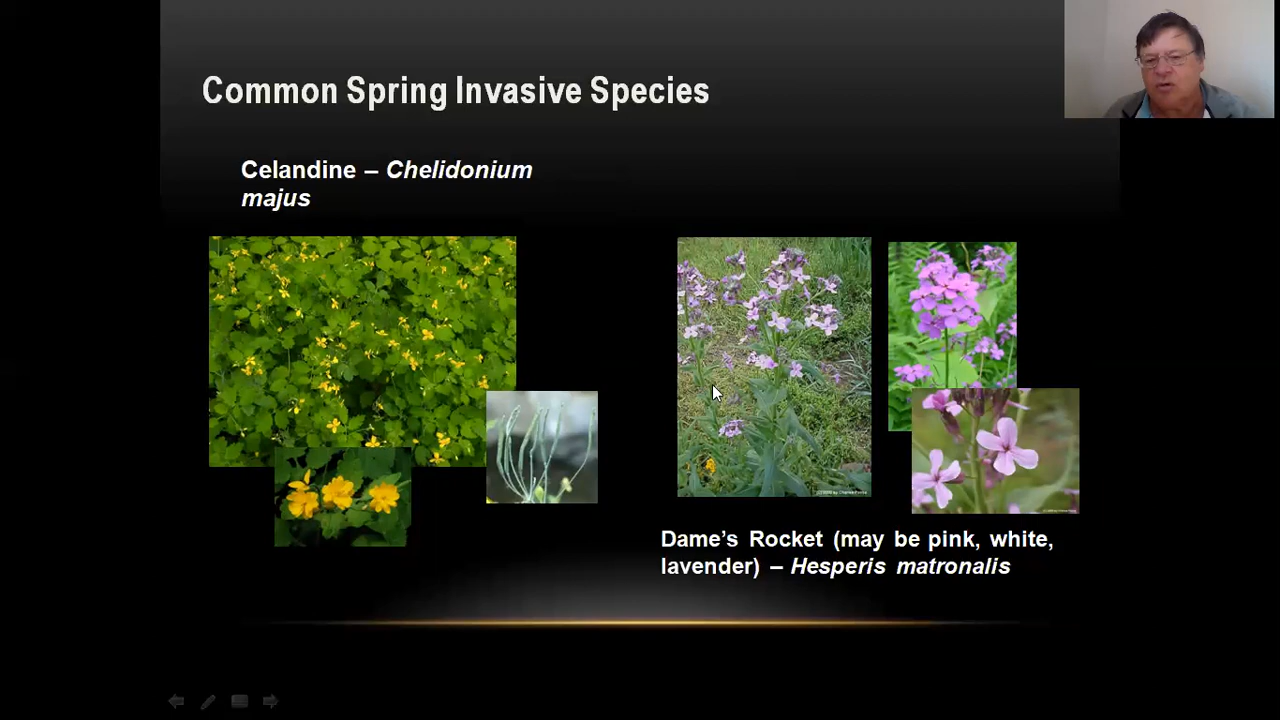 Common Spring Invasive Species
Celandine – Chelidonium
majus
Dame's Rocket (may be pink, white,
lavender) – Hesperis matronalis